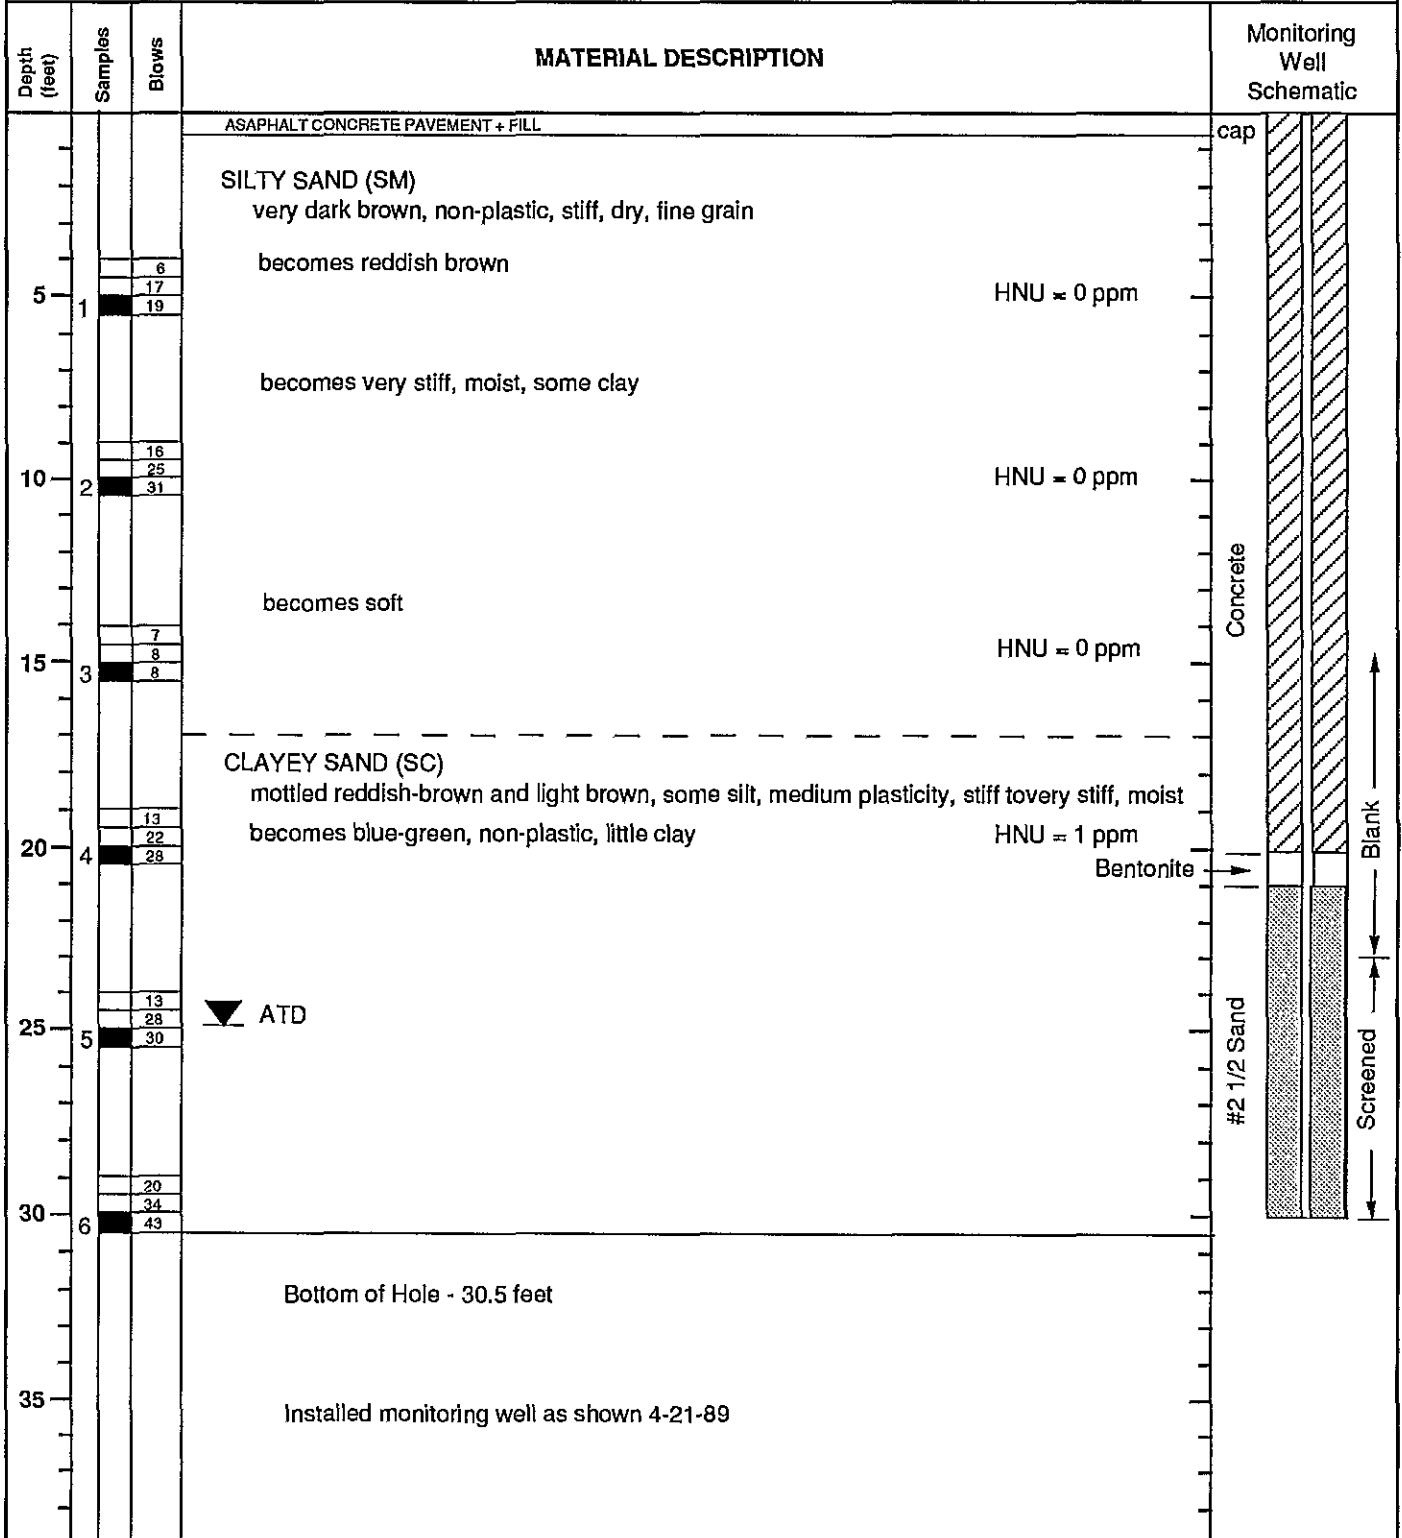 Depth
(feet)
Samples
Blows
MATERIAL DESCRIPTION
Monitoring
Well
Schematic
ASAPHALT CONCRETE PAVEMENT + FILL
cap
SILTY SAND (SM)
very dark brown, non-plastic, stiff, dry, fine grain
becomes reddish brown
6
17
5
1
19
HNU = 0 ppm
becomes very stiff, moist, some clay
16
25
10
2
31
HNU = 0 ppm
Concrete
becomes soft
7
8
15
3
8
HNU = 0 ppm
CLAYEY SAND (SC)
mottled reddish-brown and light brown, some silt, medium plasticity, stiff tovery stiff, moist
13
becomes blue-green, non-plastic, little clay
HNU = 1 ppm
22
20
4
28
Blank
Bentonite
13
ATD
28
25
5
30
#2 1/2 Sand
Screened
20
34
30
6
43
Bottom of Hole - 30.5 feet
35
Installed monitoring well as shown 4-21-89